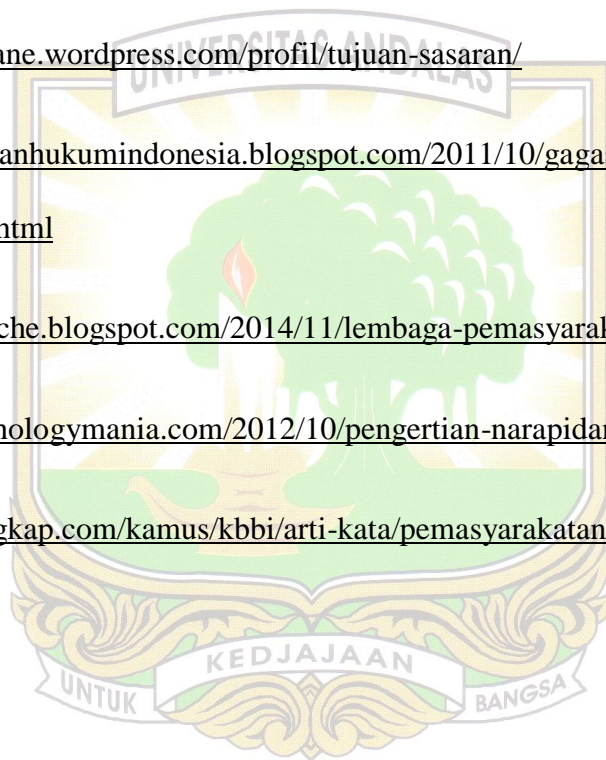 ane.wordpress.com/profil/tujuan-sasaran/
UNIVERSITAS ANDALAS
anhukumindonesia.blogspot.com/2011/10/gagas
html
che.blogspot.com/2014/11/lembaga-pemasyarak
nologymania.com/2012/10/pengertian-narapidan
gkap.com/kamus/kbbi/arti-kata/pemasyarakatan
KEDJAJAAN
UNTUK BANGSA